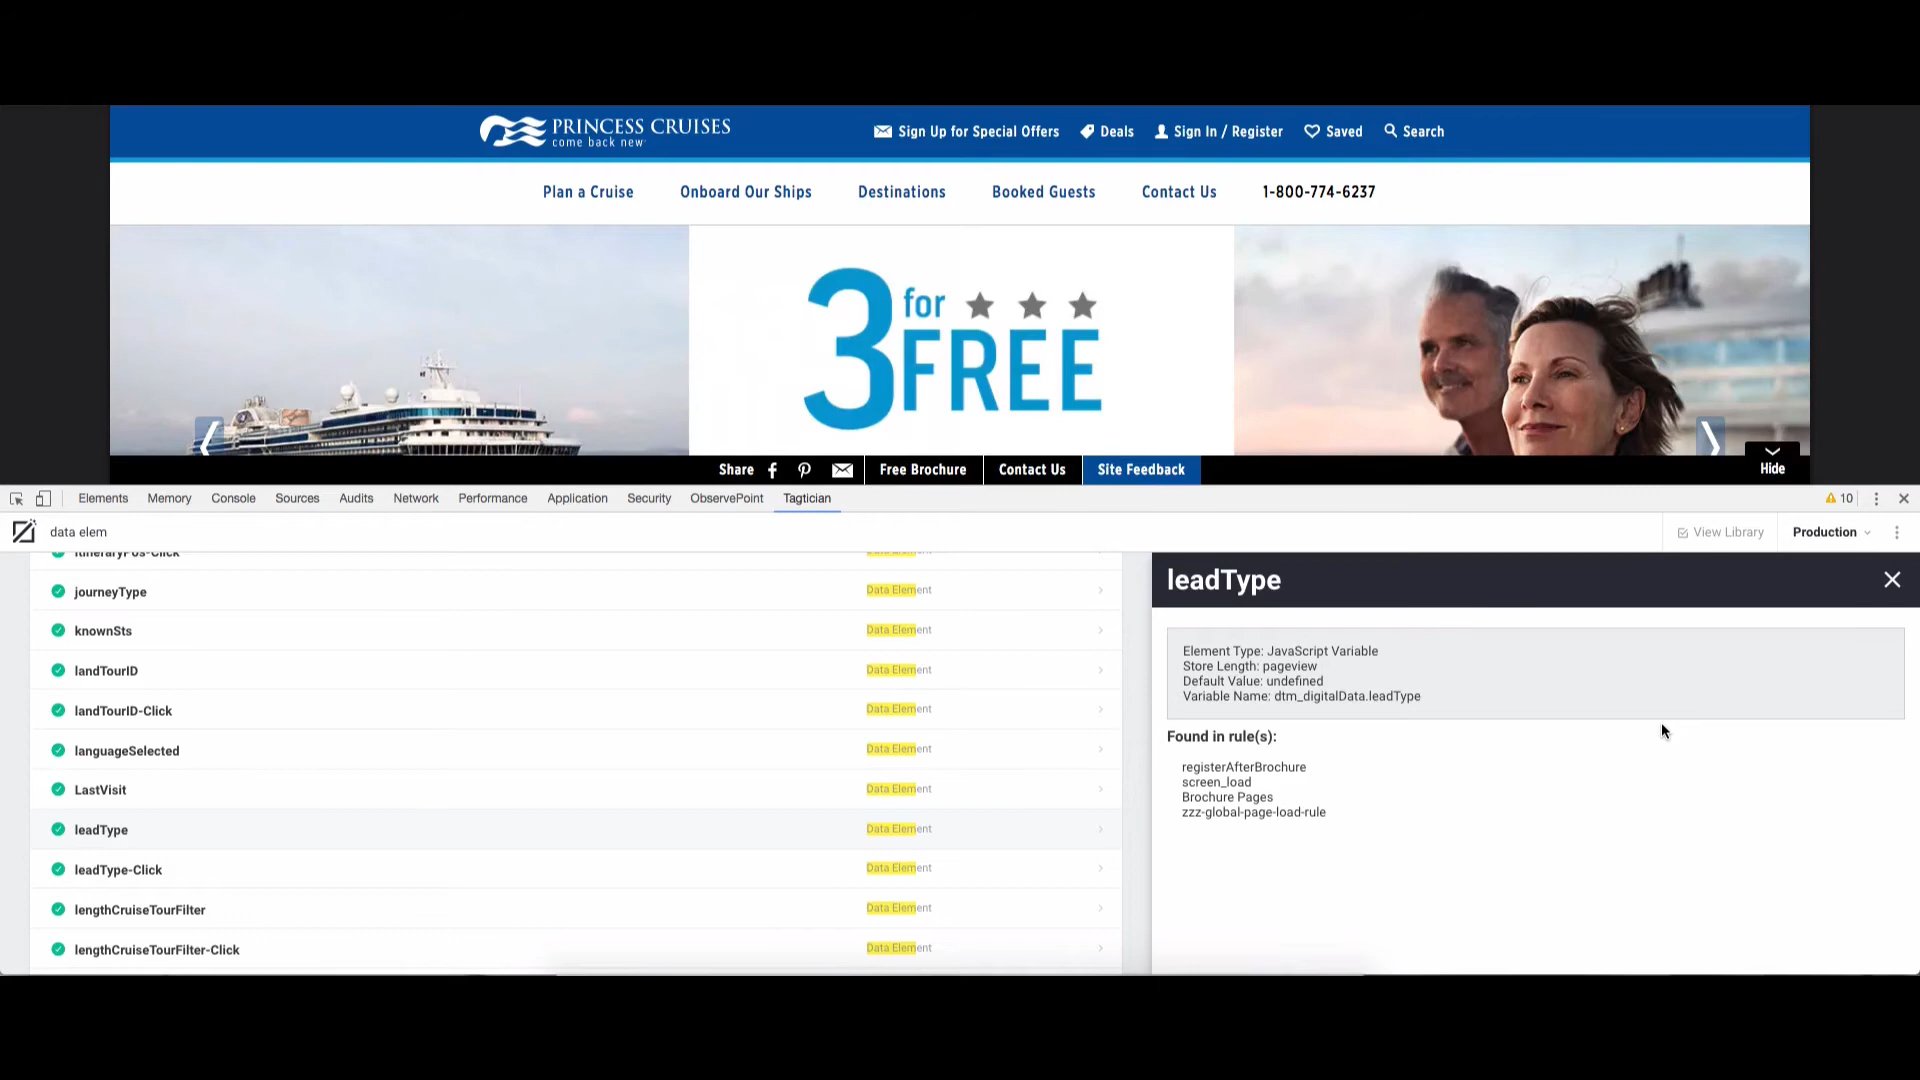 PRINCESS CRUISES
come back new
Sign Up for Special Offers
Deals
Sign In / Register
Saved
Search
Plan a Cruise
Onboard Our Ships
Destinations
Booked Guests
Contact Us
1-800-774-6237
3 for
FREE
Share
Free Brochure
Contact Us
Site Feedback
Hide
Elements
Memory
Console
Sources
Audits
Network
Performance
Application
Security
ObservePoint
Tagtician
10
data elem
View Library
Production
itineraryPos-Click
Data Element
journeyType
Data Element
knownSts
Data Element
landTourID
Data Element
landTourID-Click
Data Element
languageSelected
Data Element
LastVisit
Data Element
leadType
Data Element
leadType-Click
Data Element
lengthCruiseTourFilter
Data Element
lengthCruiseTourFilter-Click
Data Element
leadType
Element Type: JavaScript Variable
Store Length: pageview
Default Value: undefined
Variable Name: dtm_digitalData.leadType
Found in rule(s):
registerAfterBrochure
screen_load
Brochure Pages
zzz-global-page-load-rule